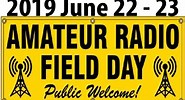 2019 June 22 - 23
AMATEUR RADIO
FIELD DAY
Public Welcome!